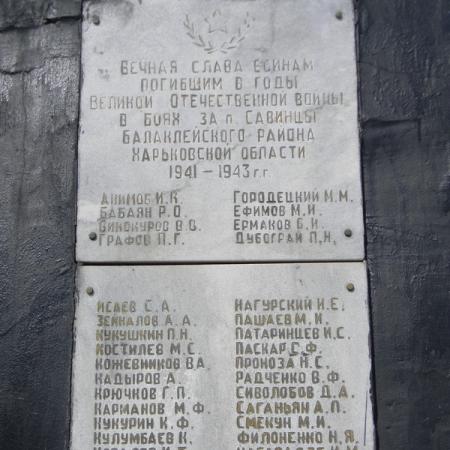 ВЕЧНАЯ СЛАВА ВОИНАМ
ПОГИБШИМ В ГОДЫ
ВЕЛИКОЙ ОТЕЧЕСТВЕННОЙ ВОЙНЫ
В БОЯХ ЗА п. САВИНЦЫ
БАЛАКЛЕЙСКОГО РАЙОНА
ХАРЬКОВСКОЙ ОБЛАСТИ
1941 – 1943 г.г.
АНИМОВ И.К.
БАБАЯН Р.О.
ВИНОКУРОВ В.С.
ГРАФОВ П.Г.
ГОРОДЕЦКИЙ М.М.
ЕФИМОВ М.И.
ЕРМАКОВ Б.И.
ДУБОГРАЙ П.Н.
ИСАЕВ С.А.
ЗЕЙНАЛОВ А.А.
КУКУШКИН П.Н.
КОСТИЛЕВ М.С.
КОЖЕВНИКОВ В.А.
КАДЫРОВ А.
КРЮЧКОВ Г.П.
КАРМАНОВ М.Ф.
КУКУРИН К.Ф.
КУЛУМБАЕВ К.
НАГУРСКИЙ И.Е.
ПАШАЕВ М.И.
ПАТАРИНЦЕВ И.С.
ПАСКАР С.Ф.
ПРОНОЗА Н.С.
РАДЧЕНКО В.Ф.
СИВОЛОБОВ Д.А.
САГАНЬЯН А.П.
СМЕКУН М.И.
ФИЛОНЕНКО Н.Я.